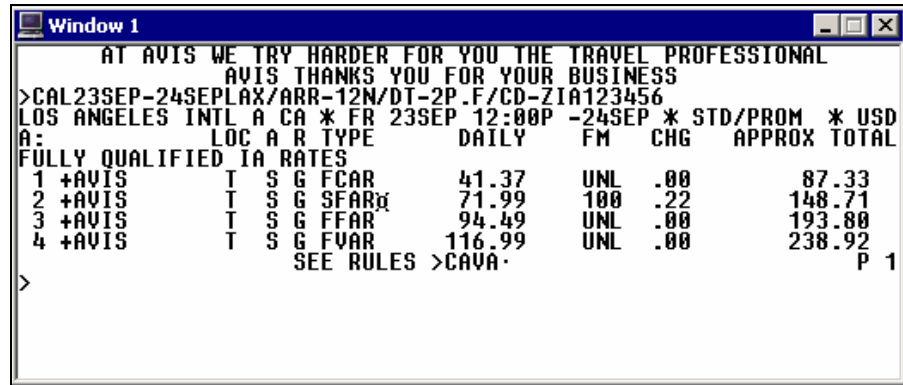 Window 1
AT AVIS WE TRY HARDER FOR YOU THE TRAVEL PROFESSIONAL
AVIS THANKS YOU FOR YOUR BUSINESS
>CAL23SEP-24SEPLAX/ARR-12N/DT-2P.F/CD-ZIA123456
LOS ANGELES INTL A CA * FR 23SEP 12:00P -24SEP * STD/PROM * USD
A: LOC A R TYPE DAILY FM CHG APPROX TOTAL
FULLY QUALIFIED IA RATES
1 +AVIS T S G FCAR 41.37 UNL .00 87.33
2 +AVIS T S G SFAR¤ 71.99 100 .22 148.71
3 +AVIS T S G FFAR 94.49 UNL .00 193.80
4 +AVIS T S G FVAR 116.99 UNL .00 238.92
SEE RULES >CAVA· P 1
>